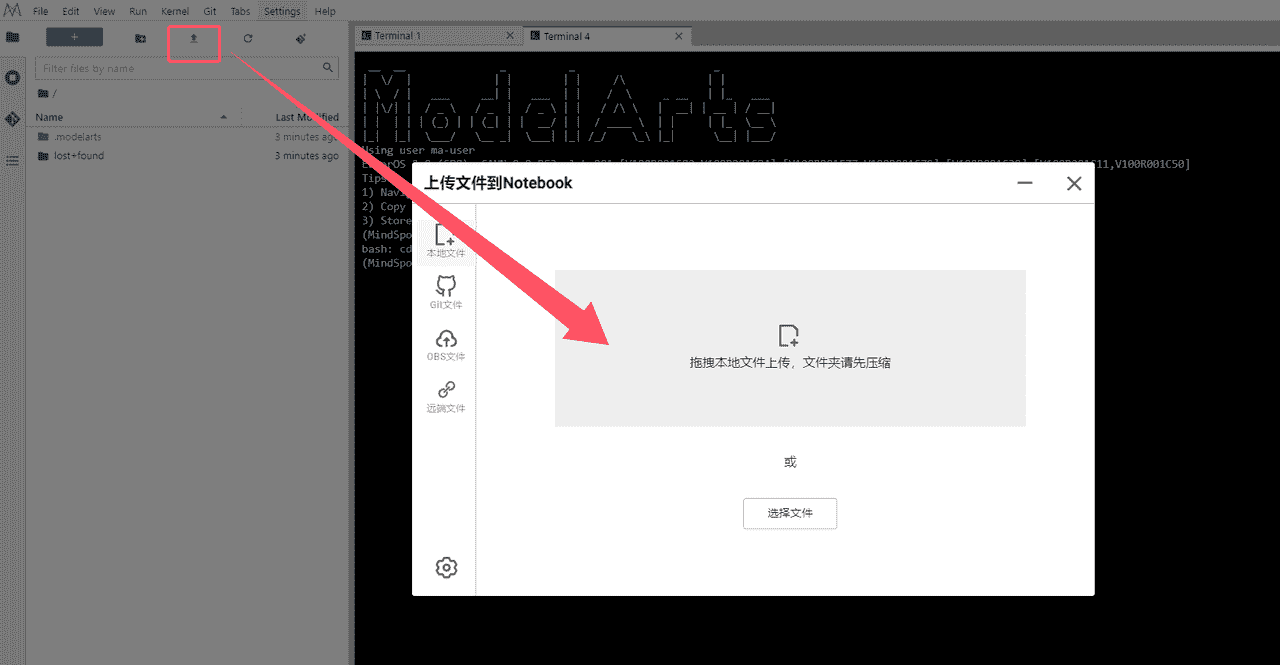 File Edit View Run Kernel Git Tabs Settings Help
Terminal 1
Terminal 4
Filter files by name
/
Name
Last Modified
.modelarts
3 minutes ago
lost+found
3 minutes ago
ModelArts
Using user ma-user
Tips
1) Navi
2) Copy
3) Store
(MindSpo
bash: cd
(MindSpo
11,V100R001C50]
上传文件到Notebook
本地文件
Git文件
OBS文件
远端文件
拖拽本地文件上传，文件夹请先压缩
或
选择文件